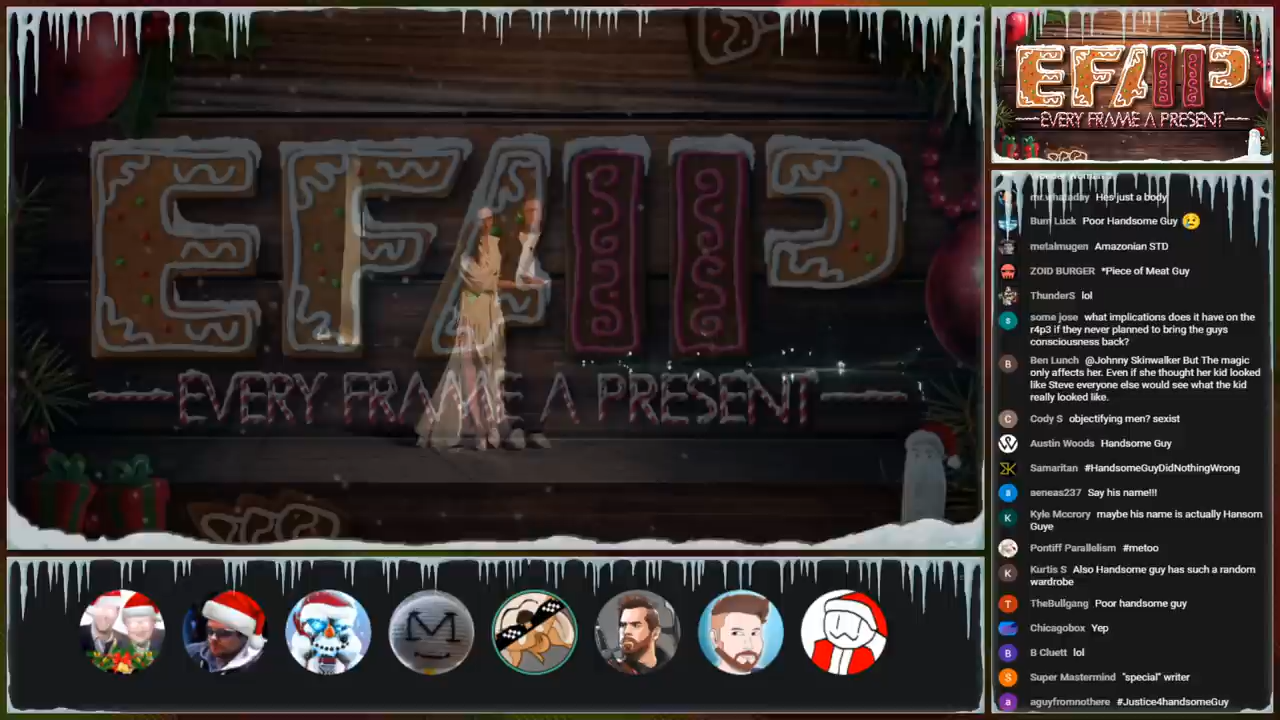 EFAIIP
EVERY FRAME A PRESENT
EFAIIP
EVERY FRAME A PRESENT
M
mr.whataday Hes just a body
Burn Luck Poor Handsome Guy 😢
metalmugen Amazonian STD
ZOID BURGER *Piece of Meat Guy
ThunderS lol
s some jose what implications does it have on the
r4p3 if they never planned to bring the guys
consciousness back?
B Ben Lunch @Johnny Skinwalker But The magic
only affects her. Even if she thought her kid looked
like Steve everyone else would see what the kid
really looked like.
C Cody S objectifying men? sexist
Austin Woods Handsome Guy
Samaritan #HandsomeGuyDidNothingWrong
a aeneas237 Say his name!!!
K Kyle Mccrory maybe his name is actually Hansom
Guye
Pontiff Parallelism #metoo
K Kurtis S Also Handsome guy has such a random
wardrobe
T TheBullgang Poor handsome guy
Chicagobox Yep
B B Cluett lol
S Super Mastermind "special" writer
a aguyfromnothere #Justice4handsomeGuy